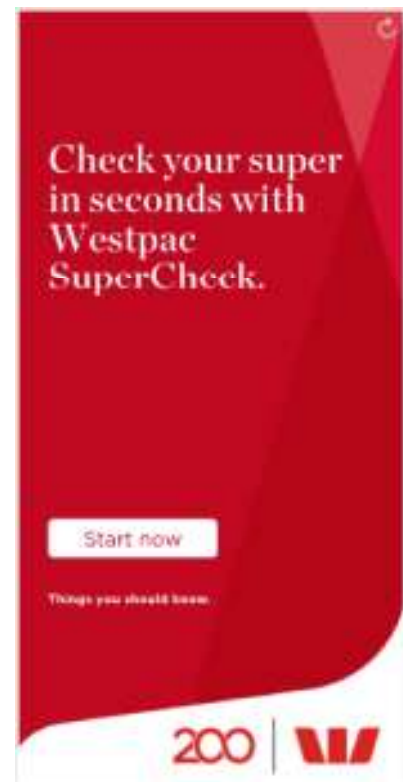 Check your super
in seconds with
Westpac
SuperCheck.
Start now
Things you should know.
200